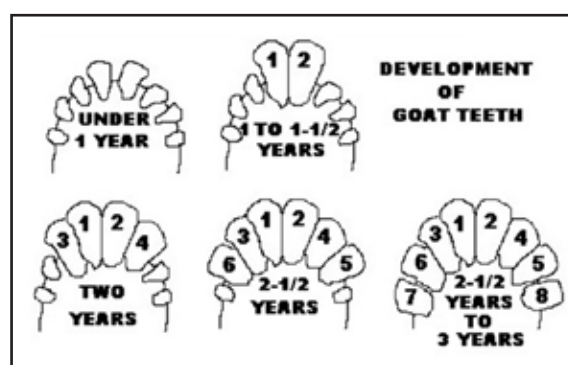 UNDER
1 YEAR
1 2
1 TO 1-1/2
YEARS
DEVELOPMENT
OF
GOAT TEETH
3 1 2 4
TWO
YEARS
6 3 1 2 4 5
2-1/2
YEARS
7 6 3 1 2 4 5 8
2-1/2
YEARS
TO
3 YEARS